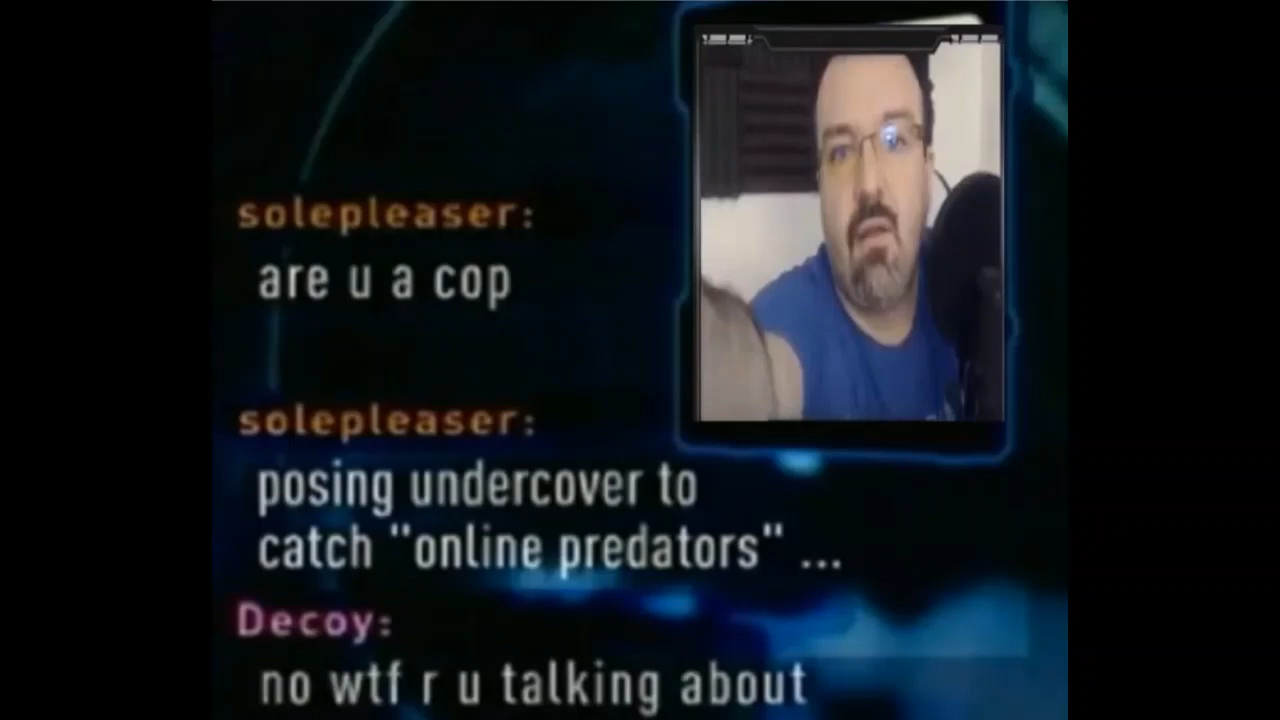 solepleaser:
are u a cop
solepleaser:
posing undercover to
catch "online predators" ...
Decoy:
no wtf r u talking about